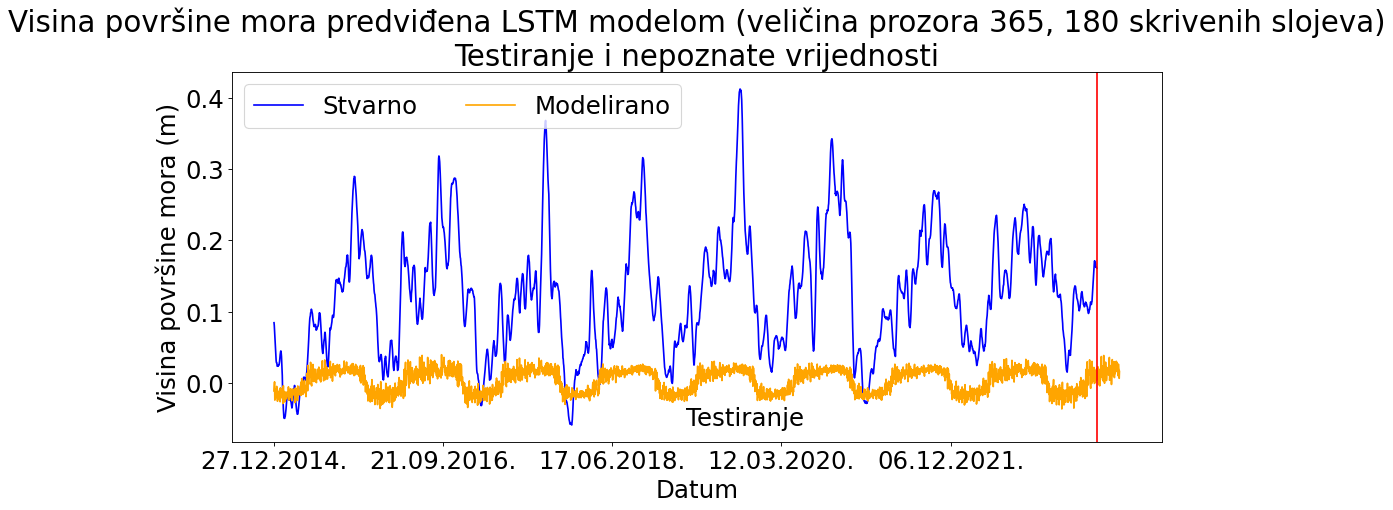 Visina površine mora predviđena LSTM modelom (veličina prozora 365, 180 skrivenih slojeva)
Testiranje i nepoznate vrijednosti
Stvarno Modelirano
0.4
0.3
0.2
0.1
0.0
Visina površine mora (m)
Testiranje
27.12.2014. 21.09.2016. 17.06.2018. 12.03.2020. 06.12.2021.
Datum